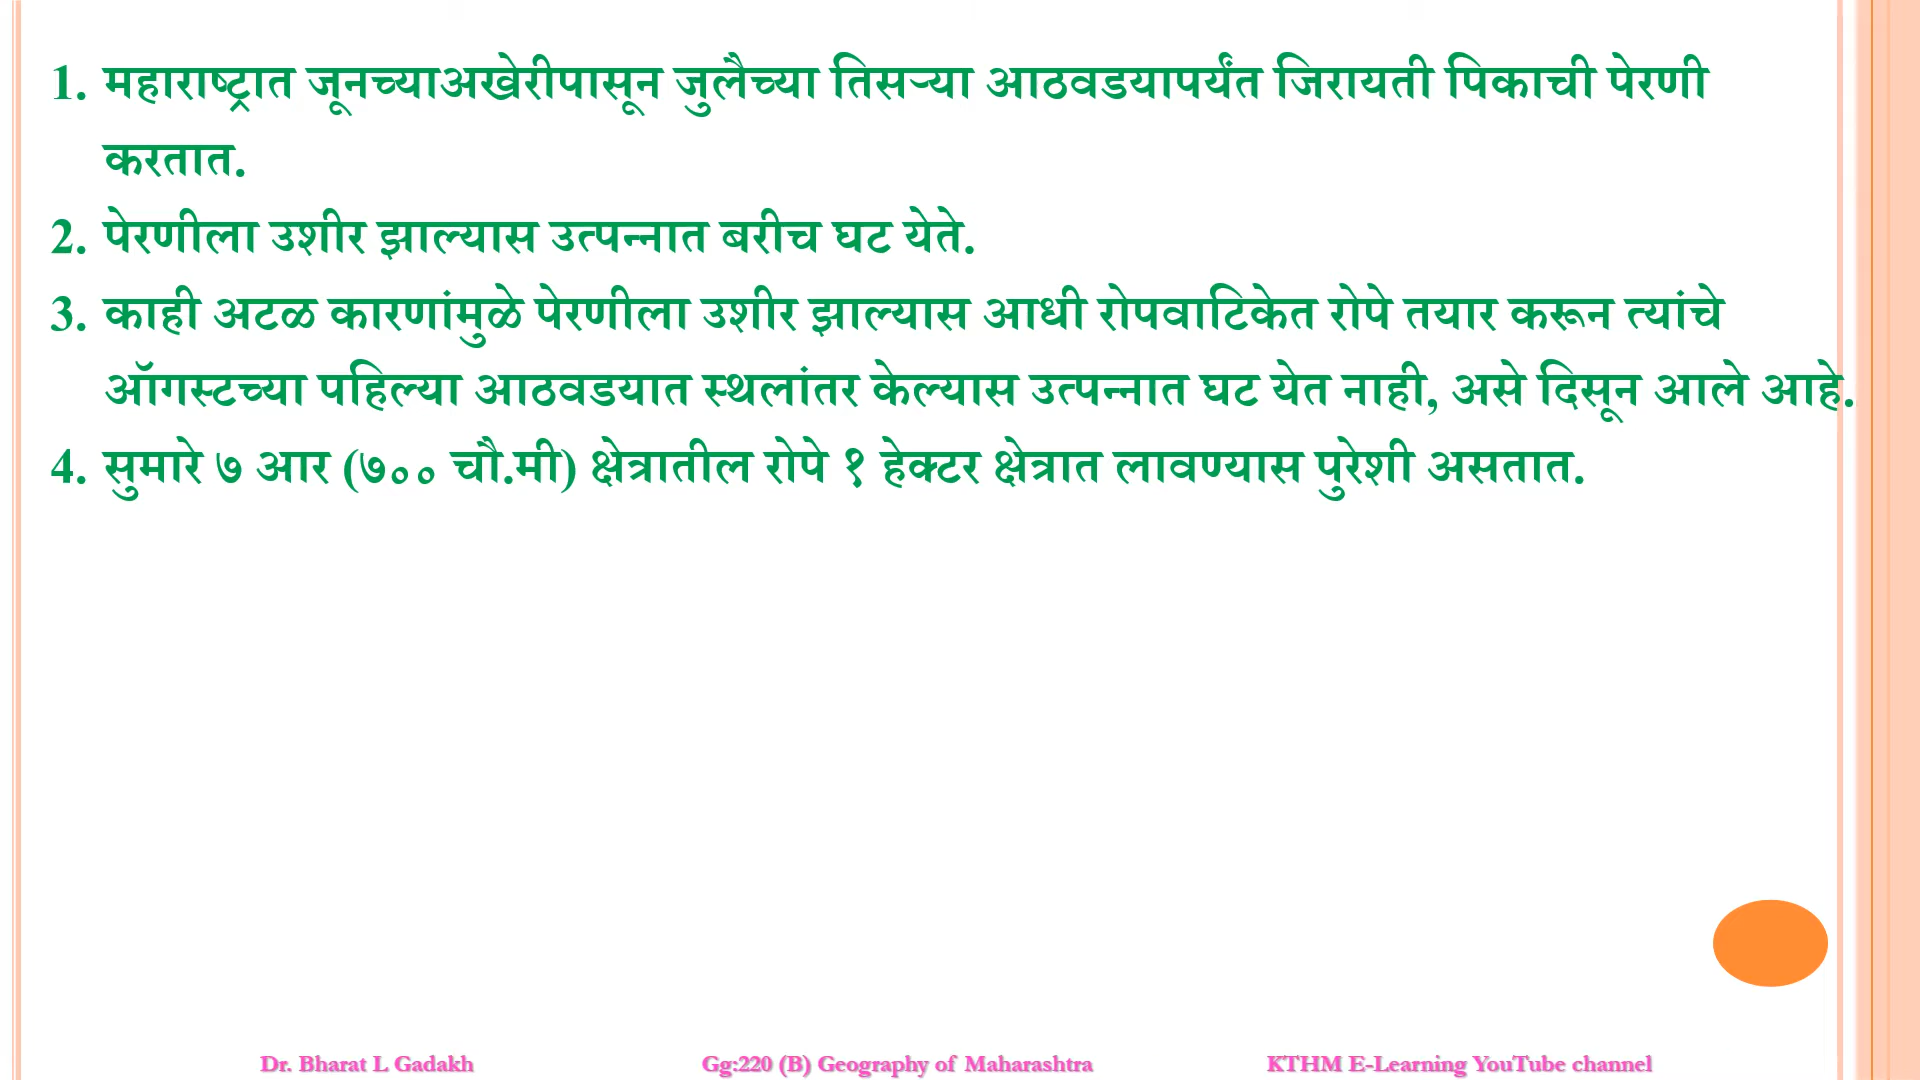 1. महाराष्ट्रात जूनच्याअखेरीपासून जुलैच्या तिसऱ्या आठवडयापर्यंत जिरायती पिकाची पेरणी
करतात.
2. पेरणीला उशीर झाल्यास उत्पन्नात बरीच घट येते.
3. काही अटळ कारणांमुळे पेरणीला उशीर झाल्यास आधी रोपवाटिकेत रोपे तयार करून त्यांचे
ऑगस्टच्या पहिल्या आठवडयात स्थलांतर केल्यास उत्पन्नात घट येत नाही, असे दिसून आले आहे.
4. सुमारे ७ आर (७०० चौ.मी) क्षेत्रातील रोपे १ हेक्टर क्षेत्रात लावण्यास पुरेशी असतात.
Dr. Bharat L Gadakh Gg:220 (B) Geography of Maharashtra KTHM E-Learning YouTube channel